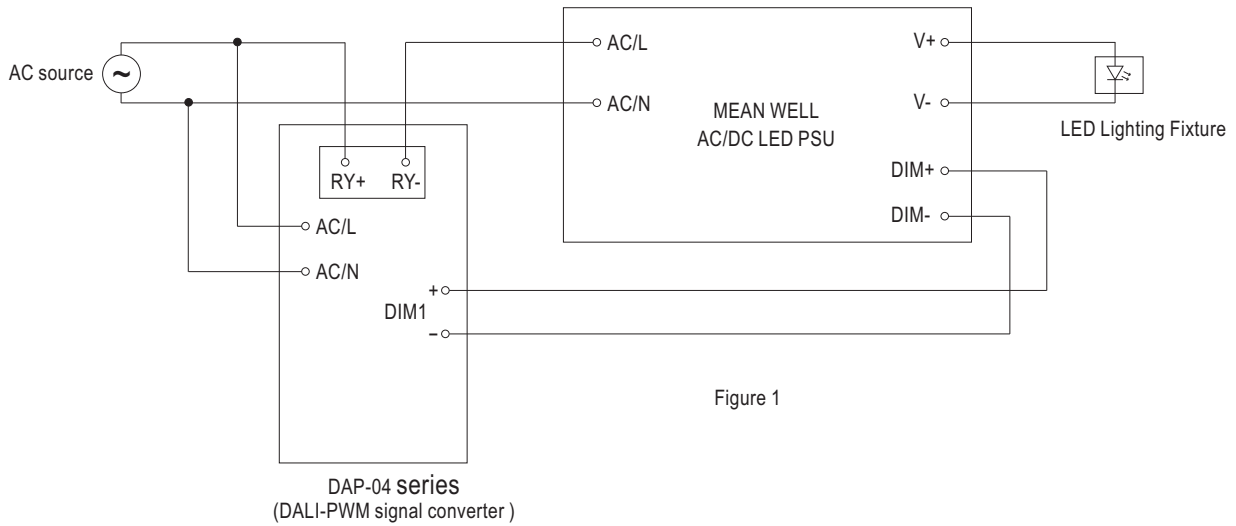 AC source
~
AC/L
AC/N
V+
V-
MEAN WELL
AC/DC LED PSU
LED Lighting Fixture
DIM+
DIM-
RY+ RY-
AC/L
AC/N
+
DIM1
-
Figure 1
DAP-04 series
(DALI-PWM signal converter )